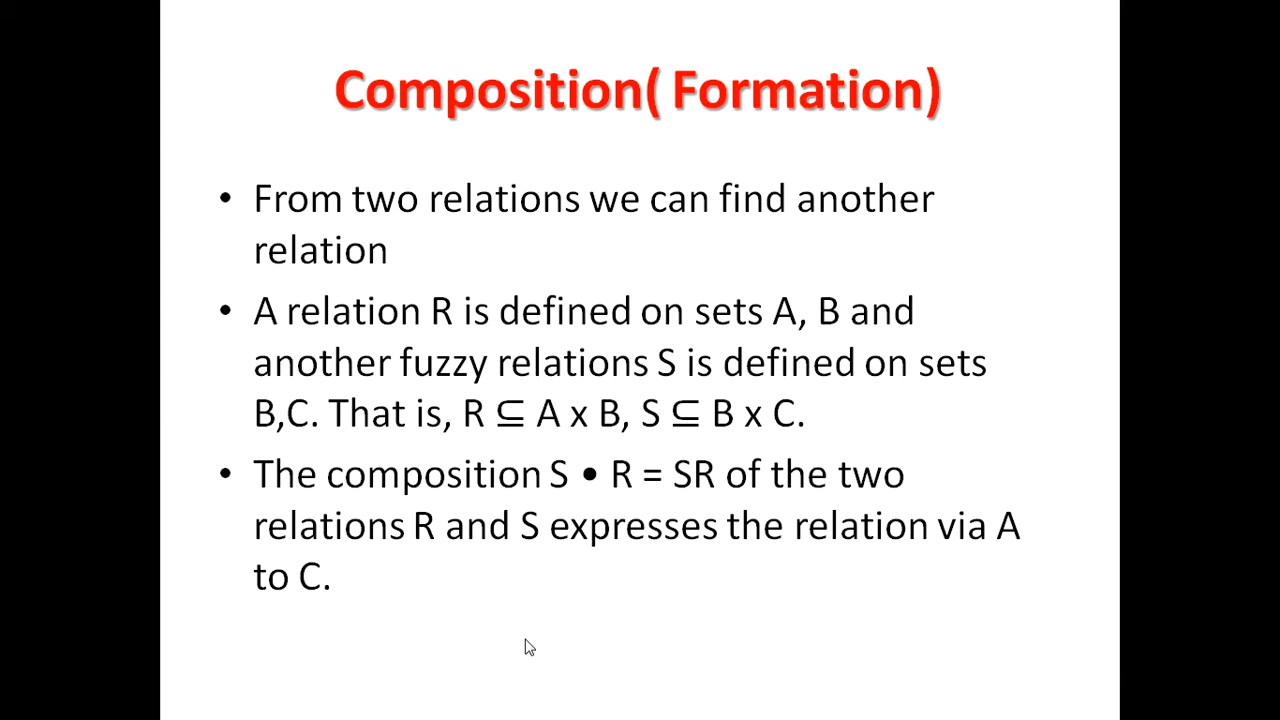 Composition( Formation)
• From two relations we can find another
relation
• A relation R is defined on sets A, B and
another fuzzy relations S is defined on sets
B,C. That is, R ⊆ A x B, S ⊆ B x C.
• The composition S • R = SR of the two
relations R and S expresses the relation via A
to C.